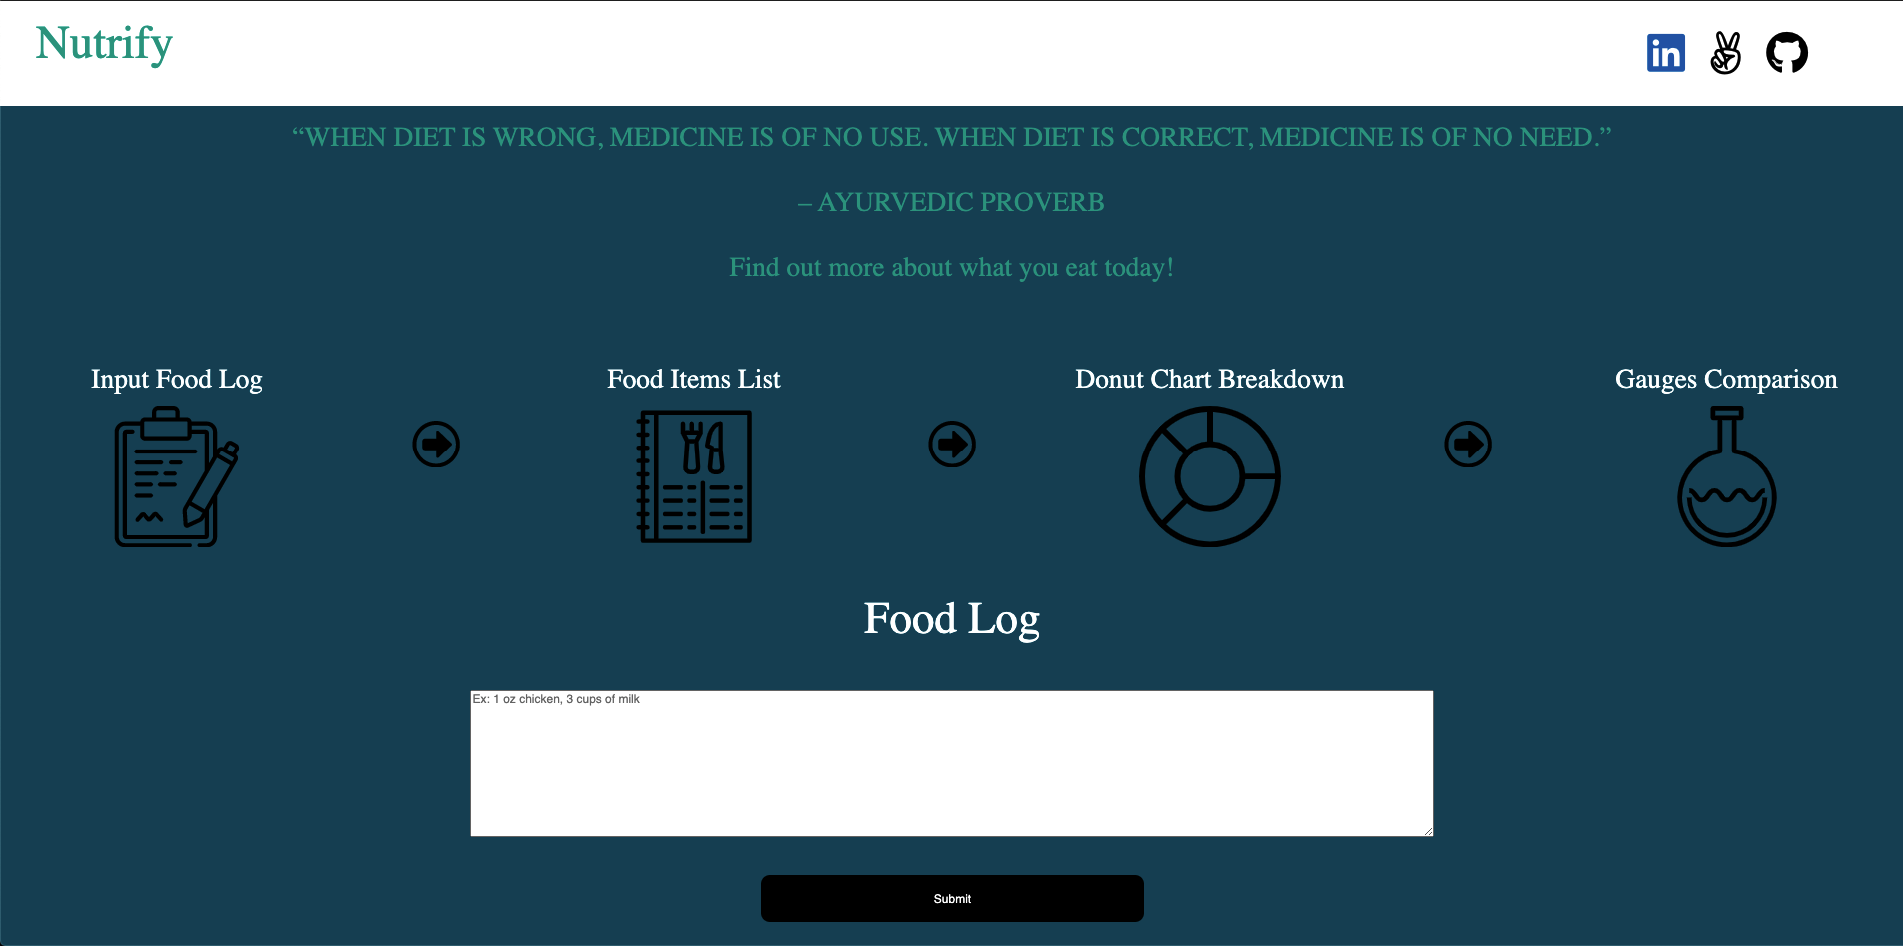 Nutrify
in
“WHEN DIET IS WRONG, MEDICINE IS OF NO USE. WHEN DIET IS CORRECT, MEDICINE IS OF NO NEED.”
– AYURVEDIC PROVERB
Find out more about what you eat today!
Input Food Log
Food Items List
Donut Chart Breakdown
Gauges Comparison
Food Log
Ex: 1 oz chicken, 3 cups of milk
Submit